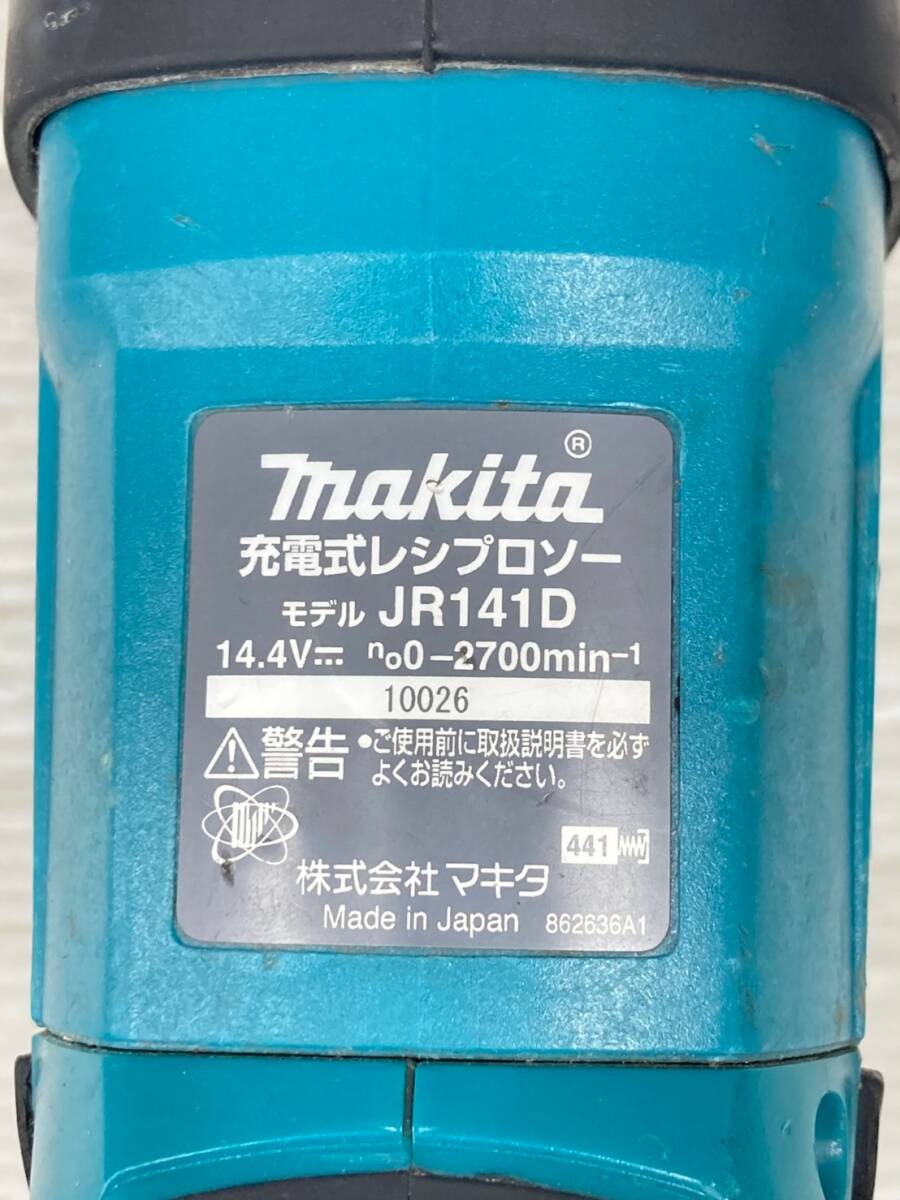 makita®
充電式レシプロソー
モデル JR141D
14.4V⎓ no0-2700min-1
10026
警告 •ご使用前に取扱説明書を必ず
よくお読みください。
441
株式会社 マキタ
Made in Japan 862636A1